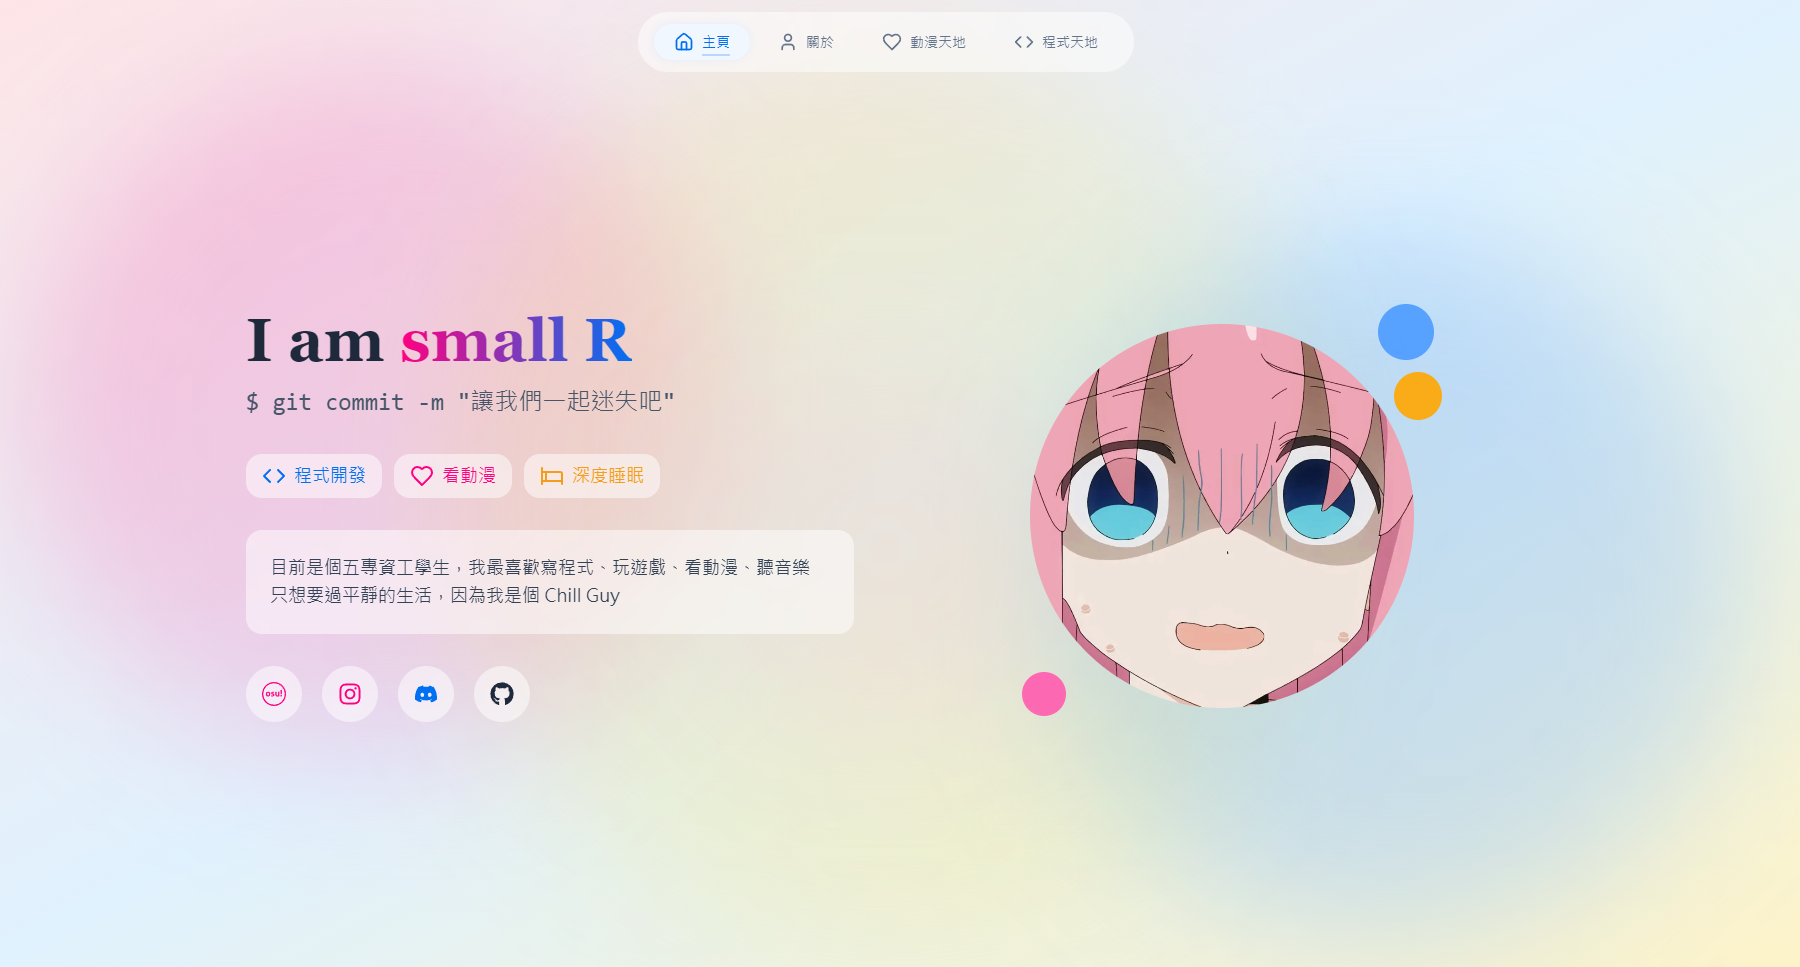 主頁
關於
動漫天地
程式天地
I am small R
$ git commit -m "讓我們一起迷失吧"
程式開發
看動漫
深度睡眠
目前是個五專資工學生，我最喜歡寫程式、玩遊戲、看動漫、聽音樂
只想要過平靜的生活，因為我是個 Chill Guy
osu!